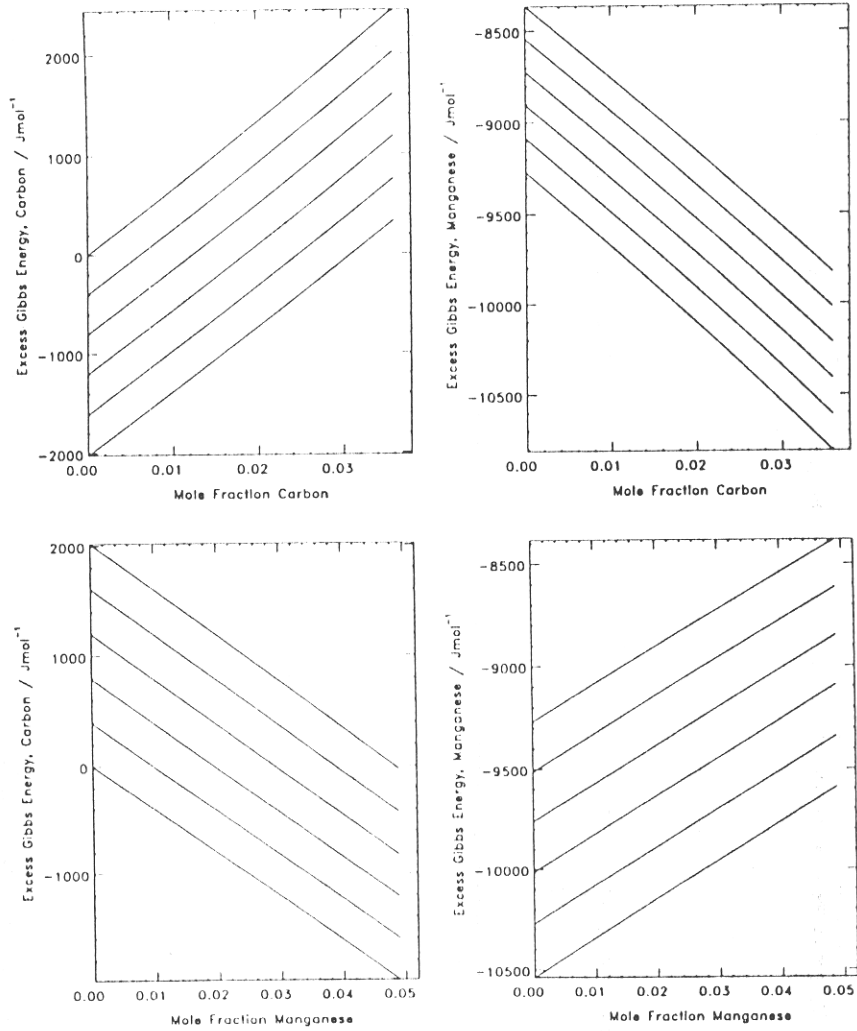 Excess Gibbs Energy, Carbon / Jmol⁻¹
2000
1000
0
-1000
-2000
0.00 0.01 0.02 0.03
Mole Fraction Carbon
Excess Gibbs Energy, Manganese / Jmol⁻¹
-8500
-9000
-9500
-10000
-10500
0.00 0.01 0.02 0.03
Mole Fraction Carbon
Excess Gibbs Energy, Carbon / Jmol⁻¹
2000
1000
0
-1000
0.00 0.01 0.02 0.03 0.04 0.05
Mole Fraction Manganese
Excess Gibbs Energy, Manganese / Jmol⁻¹
-8500
-9000
-9500
-10000
-10500
0.00 0.01 0.02 0.03 0.04 0.05
Mole Fraction Manganese